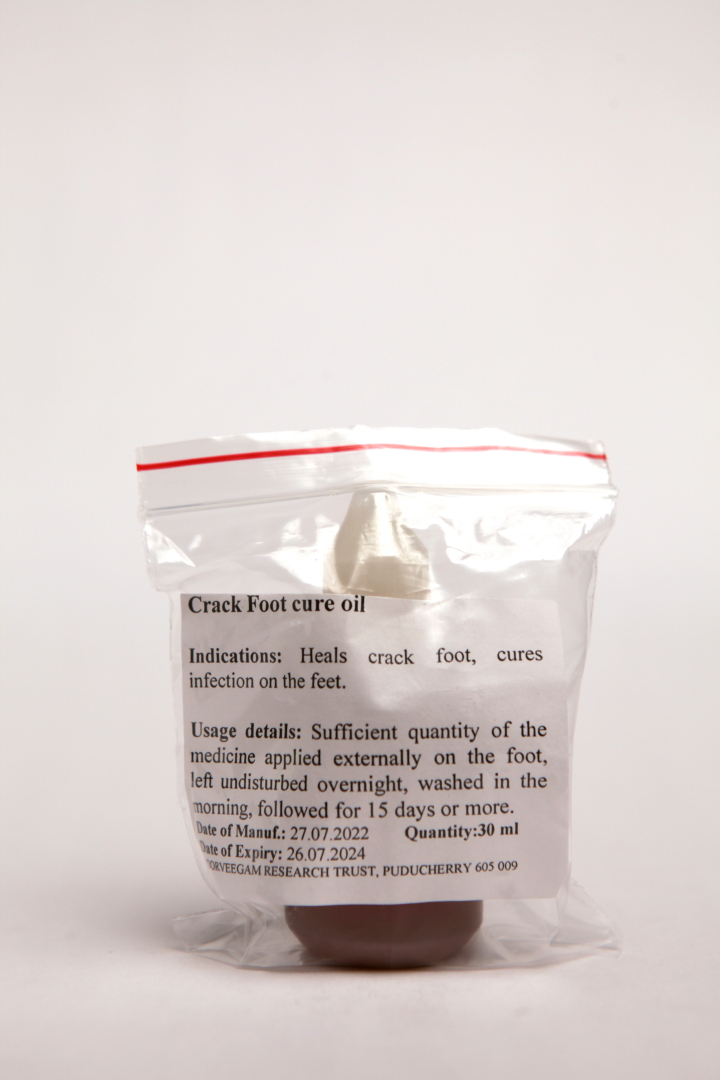 Crack Foot cure oil
Indications: Heals crack foot, cures
infection on the feet.
Usage details: Sufficient quantity of the
medicine applied externally on the foot,
left undisturbed overnight, washed in the
morning, followed for 15 days or more.
Date of Manuf.: 27.07.2022 Quantity:30 ml
Date of Expiry: 26.07.2024
RESEARCH TRUST, PUDUCHERRY 605 009